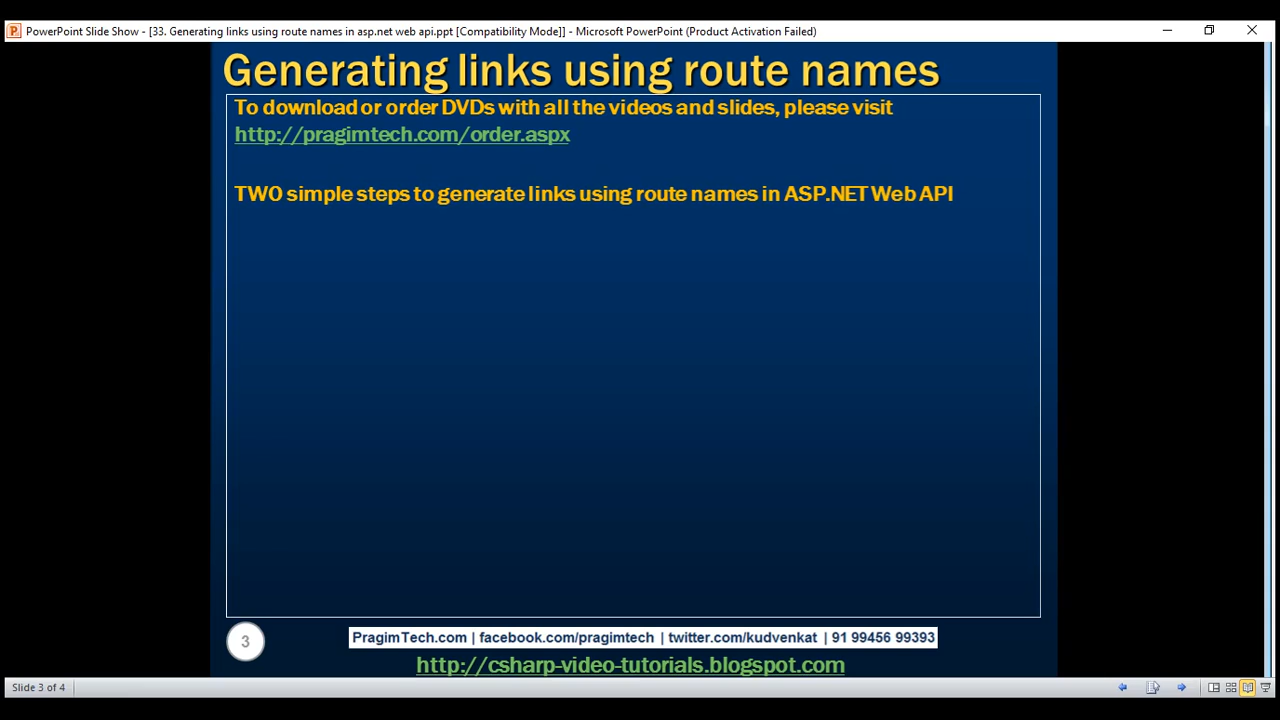 PowerPoint Slide Show - [33. Generating links using route names in asp.net web api.ppt [Compatibility Mode]] - Microsoft PowerPoint (Product Activation Failed)
Generating links using route names
To download or order DVDs with all the videos and slides, please visit
http://pragimtech.com/order.aspx
TWO simple steps to generate links using route names in ASP.NET Web API
3
PragimTech.com | facebook.com/pragimtech | twitter.com/kudvenkat | 91 99456 99393
http://csharp-video-tutorials.blogspot.com
Slide 3 of 4